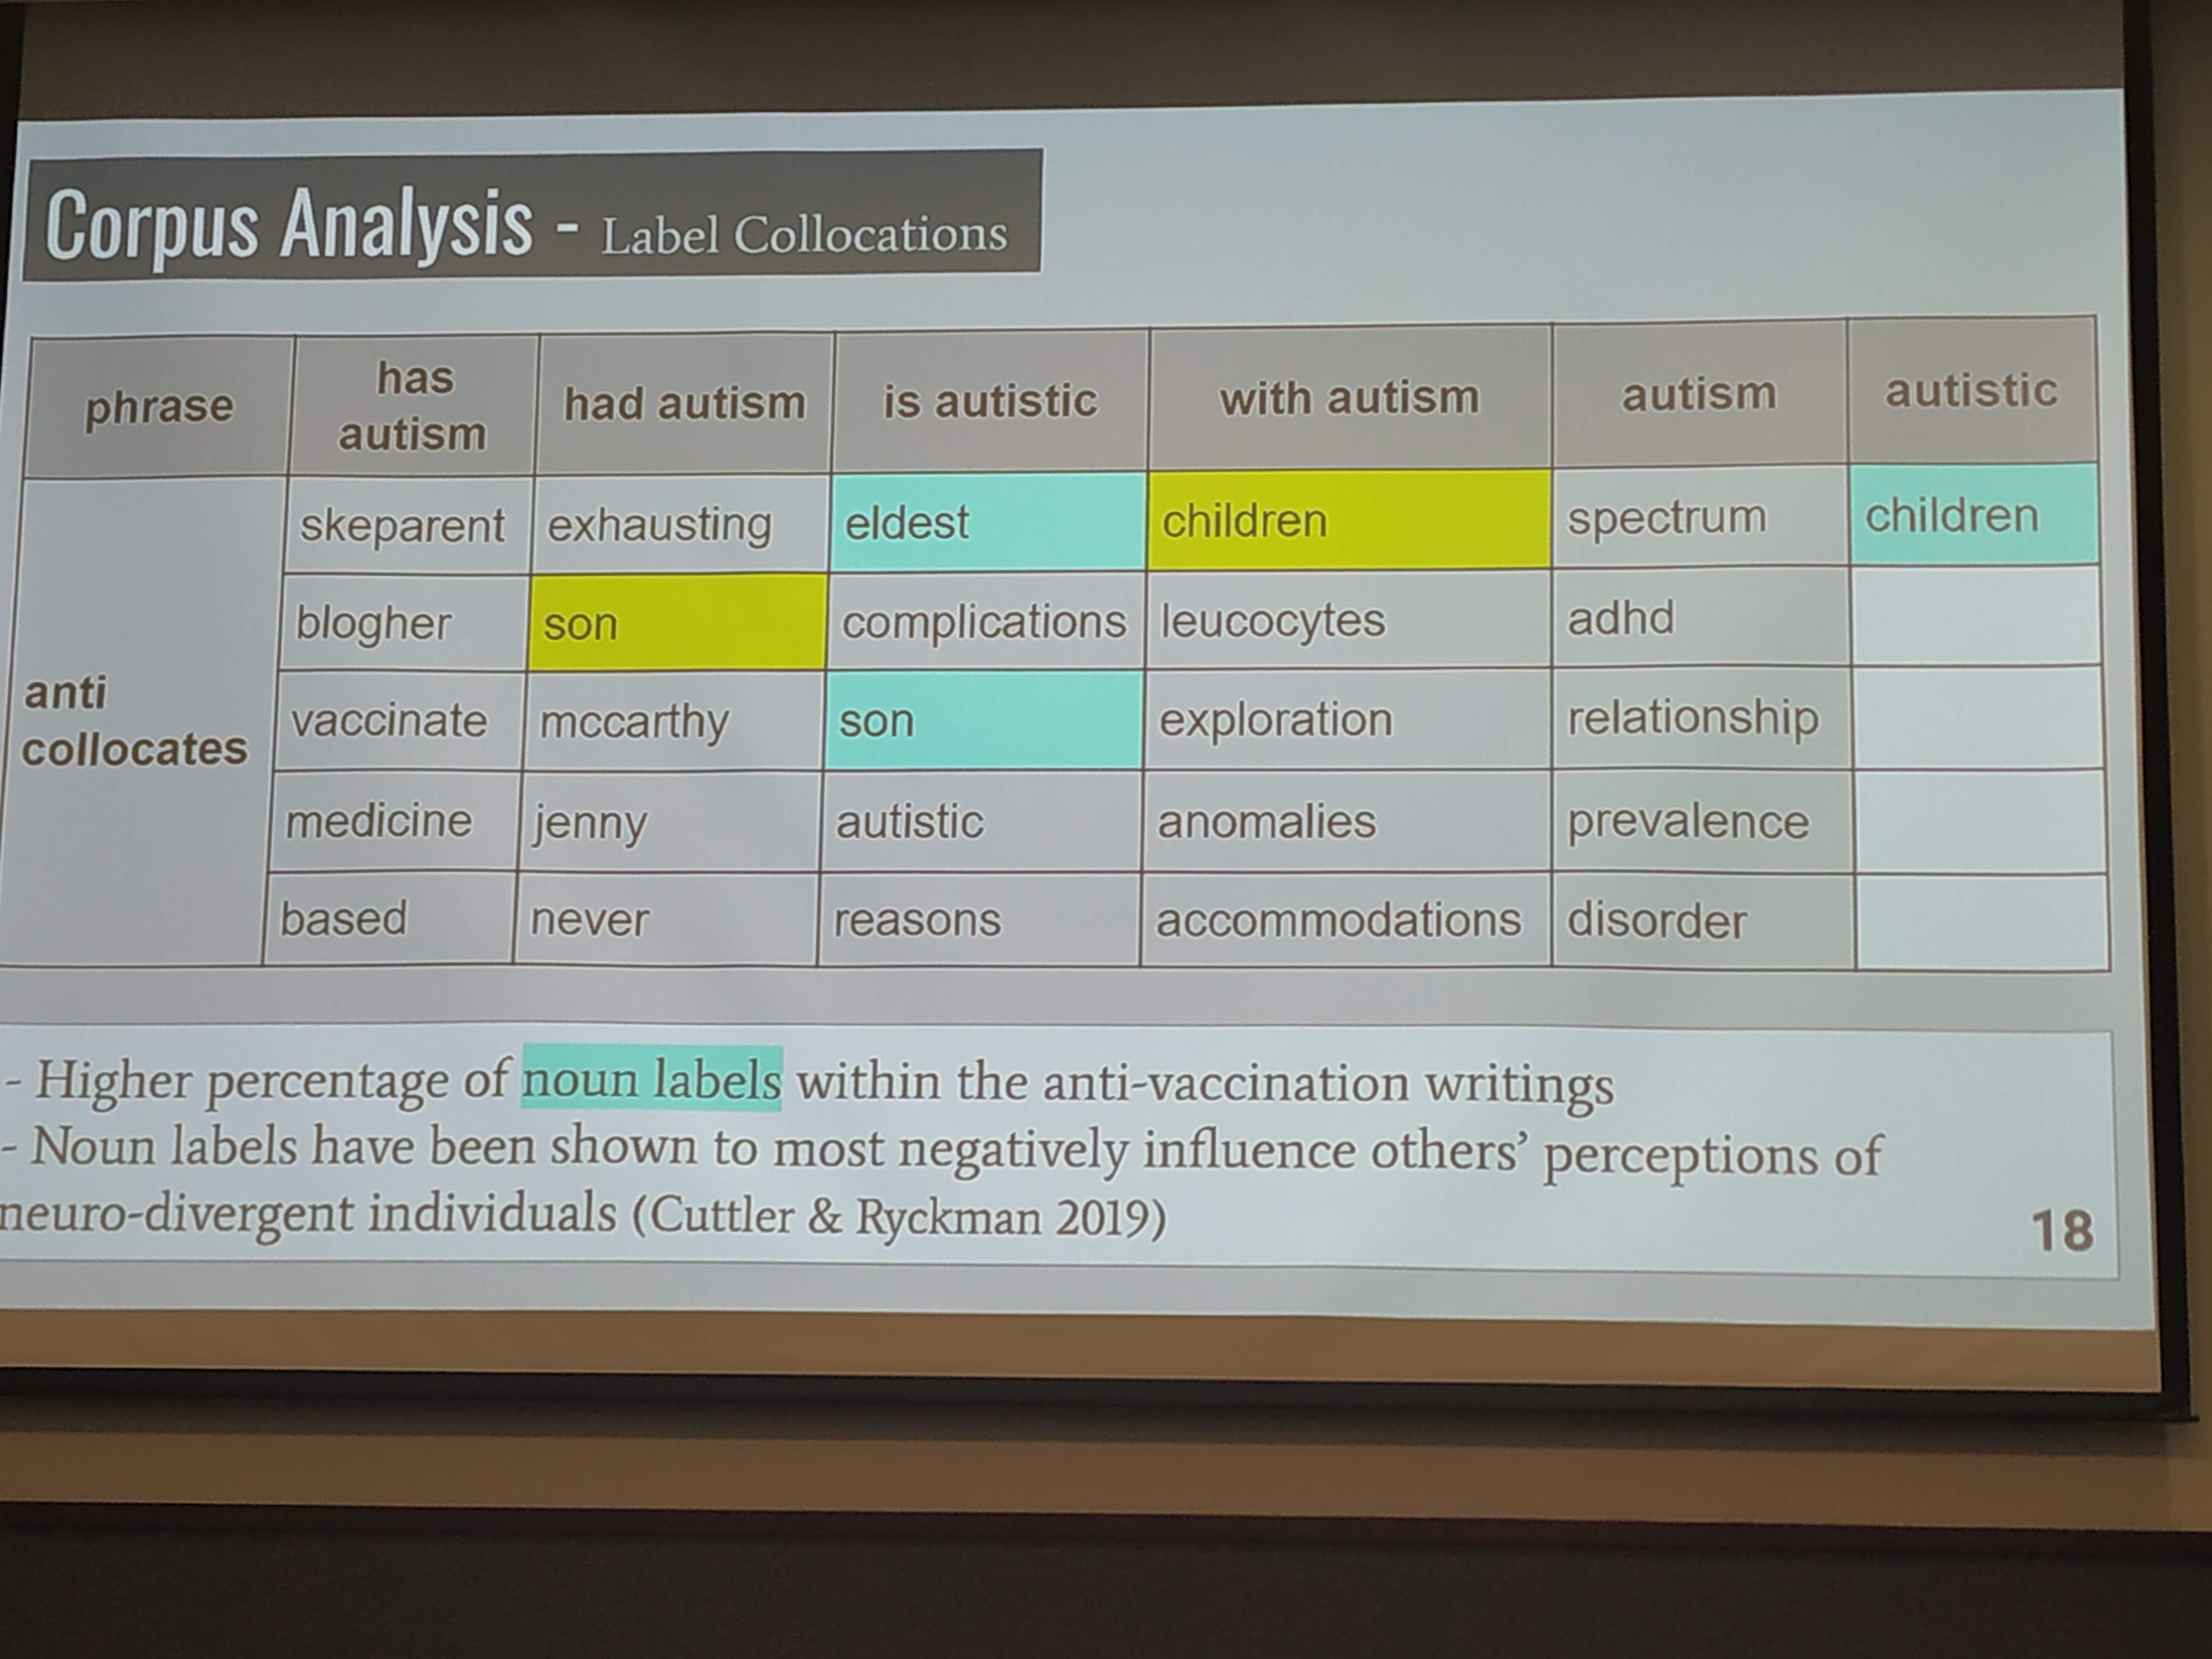 Corpus Analysis - Label Collocations
phrase has autism had autism is autistic with autism autism autistic
anti collocates skeparent exhausting eldest children spectrum children
blogher son complications leucocytes adhd
vaccinate mccarthy son exploration relationship
medicine jenny autistic anomalies prevalence
based never reasons accommodations disorder
- Higher percentage of noun labels within the anti-vaccination writings
- Noun labels have been shown to most negatively influence others’ perceptions of
neuro-divergent individuals (Cuttler & Ryckman 2019)
18